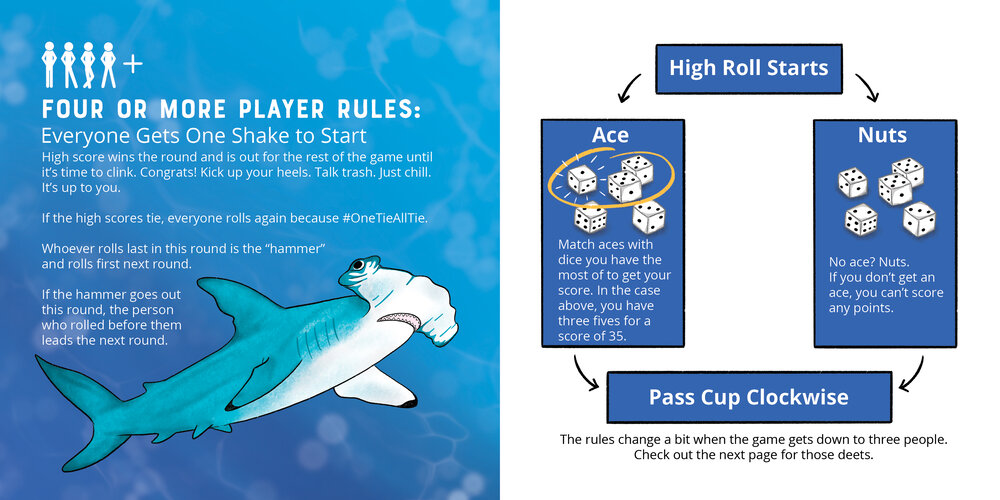 FOUR OR MORE PLAYER RULES:
Everyone Gets One Shake to Start
High score wins the round and is out for the rest of the game until
it's time to clink. Congrats! Kick up your heels. Talk trash. Just chill.
It's up to you.
If the high scores tie, everyone rolls again because #OneTieAllTie.
Whoever rolls last in this round is the “hammer”
and rolls first next round.
If the hammer goes out
this round, the person
who rolled before them
leads the next round.
High Roll Starts
Ace
Match aces with
dice you have the
most of to get your
score. In the case
above, you have
three fives for a
score of 35.
Nuts
No ace? Nuts.
If you don't get an
ace, you can't score
any points.
Pass Cup Clockwise
The rules change a bit when the game gets down to three people.
Check out the next page for those deets.